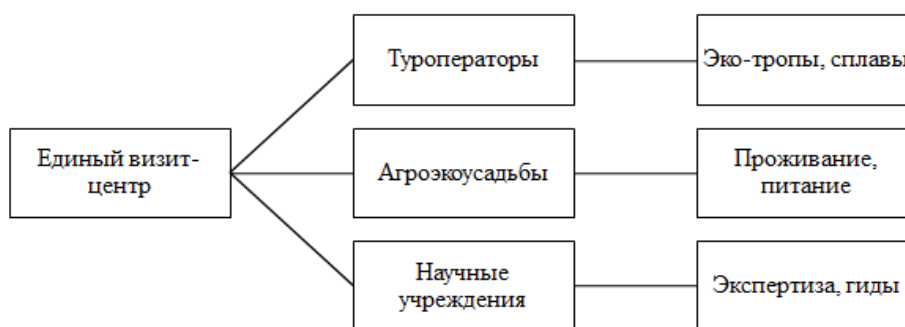 Туроператоры
Эко-тропы, сплавы
Единый визит-
центр
Агроэкоусадьбы
Проживание,
питание
Научные
учреждения
Экспертиза, гиды